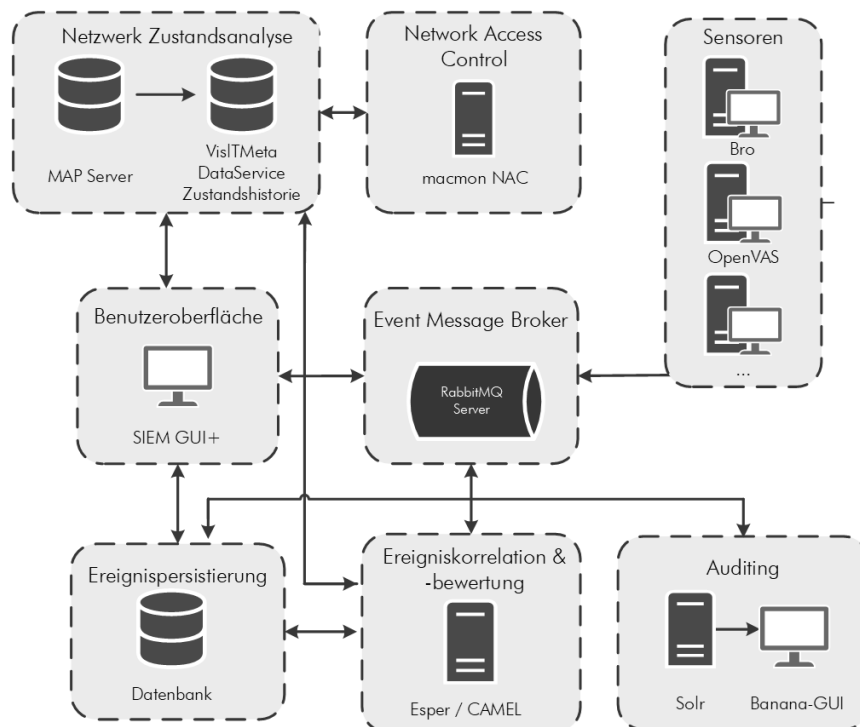 Netzwerk Zustandsanalyse
MAP Server
VisITMeta
DataService
Zustandshistorie
Network Access
Control
macmon NAC
Sensoren
Bro
OpenVAS
...
Benutzeroberfläche
SIEM GUI+
Event Message Broker
RabbitMQ
Server
Ereignispersistierung
Datenbank
Ereigniskorrelation &
-bewertung
Esper / CAMEL
Auditing
Solr
Banana-GUI